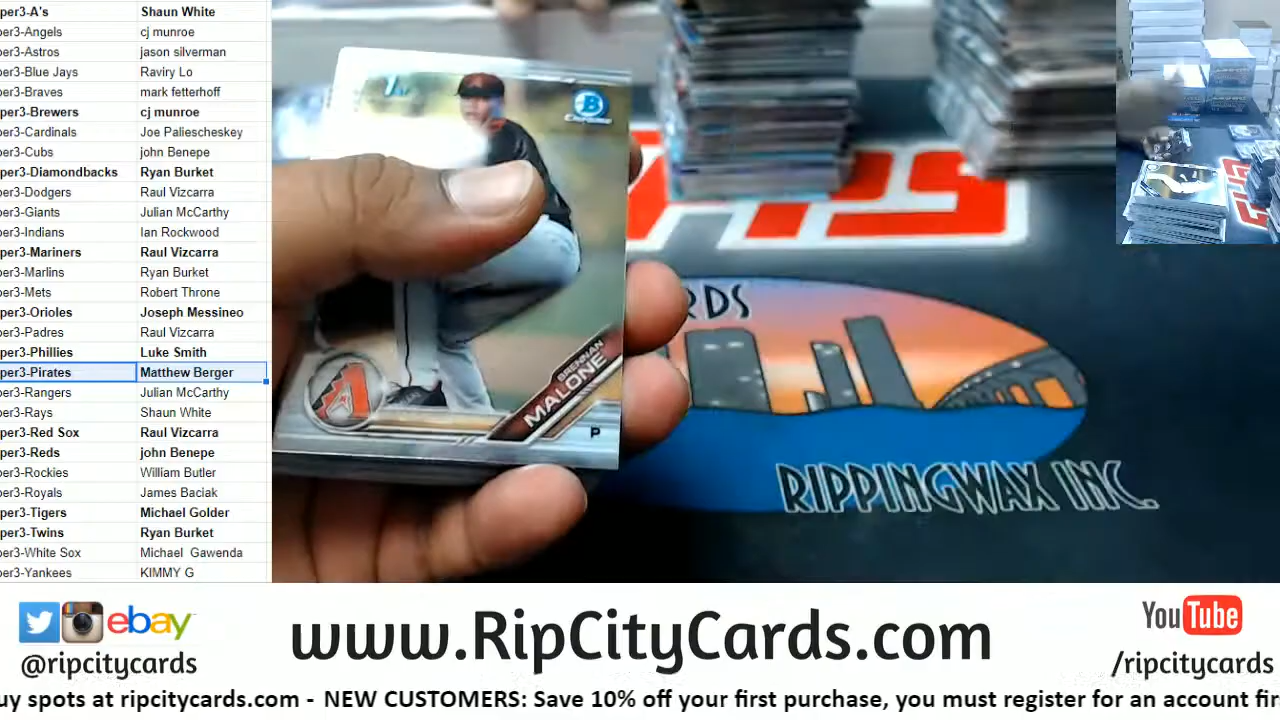 per3-A's Shaun White
per3-Angels cj munroe
per3-Astros jason silverman
per3-Blue Jays Raviry Lo
per3-Braves mark fetterhoff
per3-Brewers cj munroe
per3-Cardinals Joe Paliescheskey
per3-Cubs john Benepe
per3-Diamondbacks Ryan Burket
per3-Dodgers Raul Vizcarra
per3-Giants Julian McCarthy
per3-Indians Ian Rockwood
per3-Mariners Raul Vizcarra
per3-Marlins Ryan Burket
per3-Mets Robert Throne
per3-Orioles Joseph Messineo
per3-Padres Raul Vizcarra
per3-Phillies Luke Smith
per3-Pirates Matthew Berger
per3-Rangers Julian McCarthy
per3-Rays Shaun White
per3-Red Sox Raul Vizcarra
per3-Reds john Benepe
per3-Rockies William Butler
per3-Royals James Baciak
per3-Tigers Michael Golder
per3-Twins Ryan Burket
per3-White Sox Michael Gawenda
per3-Yankees KIMMY G
B
Chrome
BRENNAN
MALONE
P
RDS
RIPPINGWAX INC.
ebay
@ripcitycards
www.RipCityCards.com
YouTube
/ripcitycards
uy spots at ripcitycards.com - NEW CUSTOMERS: Save 10% off your first purchase, you must register for an account fir